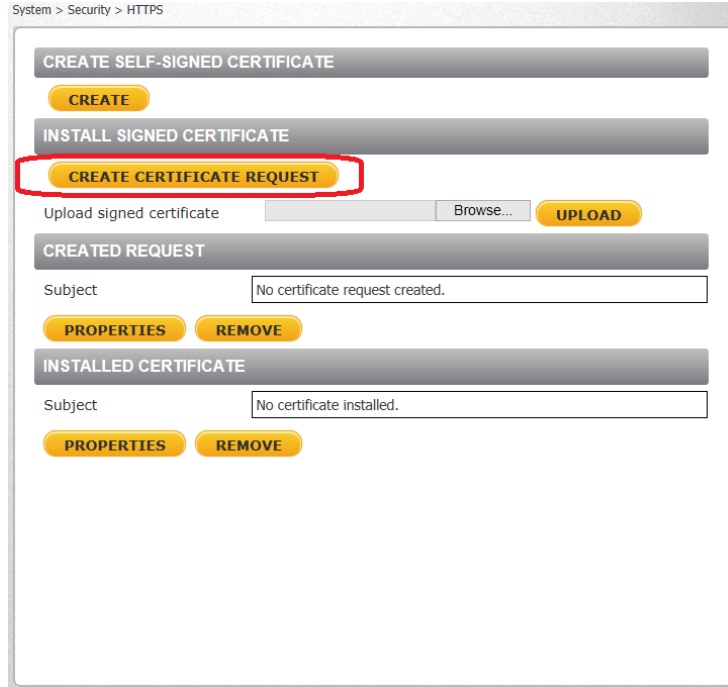 System > Security > HTTPS
CREATE SELF-SIGNED CERTIFICATE
CREATE
INSTALL SIGNED CERTIFICATE
CREATE CERTIFICATE REQUEST
Upload signed certificate Browse... UPLOAD
CREATED REQUEST
Subject No certificate request created.
PROPERTIES REMOVE
INSTALLED CERTIFICATE
Subject No certificate installed.
PROPERTIES REMOVE